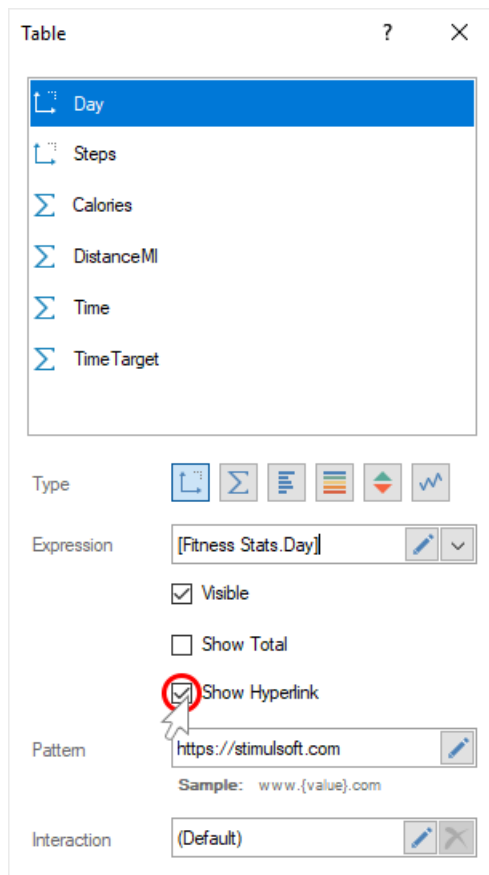 Table ?
Day
Steps
Calories
DistanceMI
Time
TimeTarget
Type
Expression [Fitness Stats.Day]
Visible
Show Total
Show Hyperlink
Pattern https://stimulsoft.com
Sample: www.{value}.com
Interaction (Default)